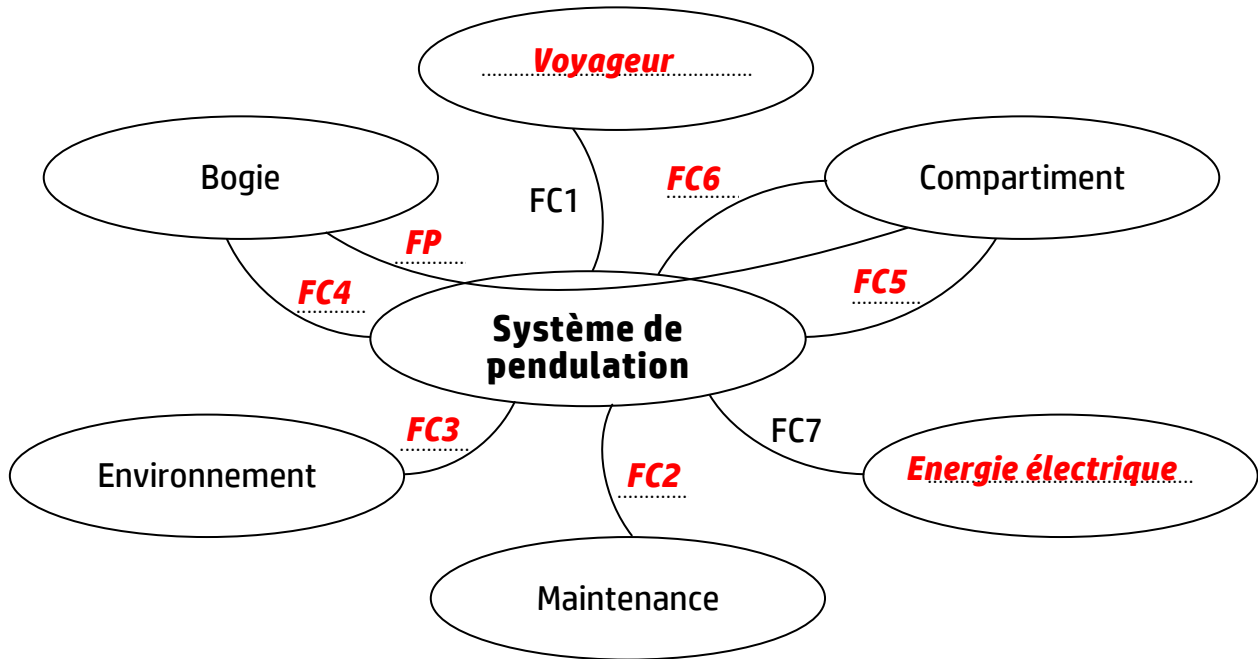 Voyageur
Bogie
Compartiment
FC1
FC6
FP
FC4
FC5
Système de
pendulation
FC3
FC7
Environnement
FC2
Energie électrique
Maintenance